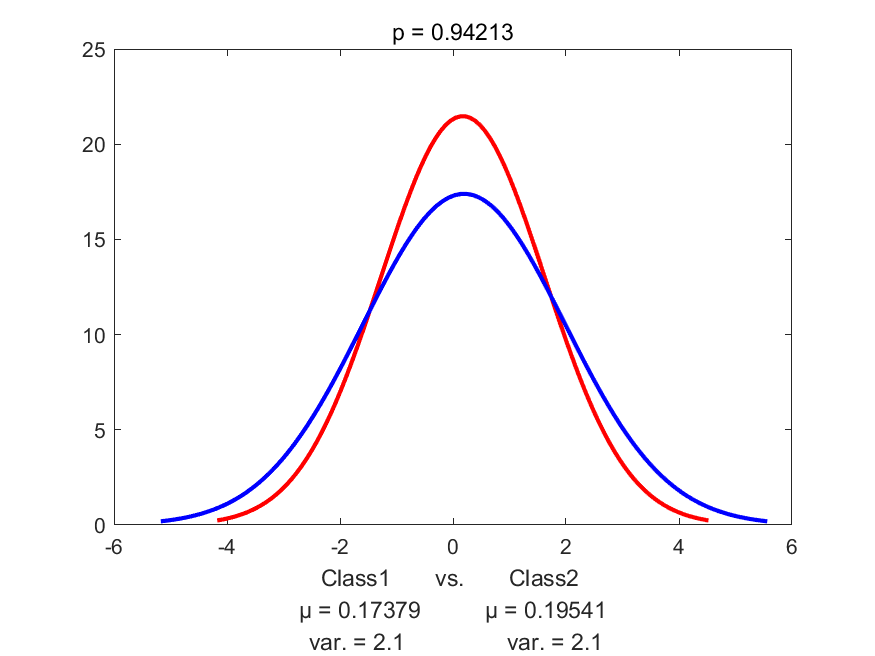 p = 0.94213
25
20
15
10
5
0
-6 -4 -2 0 2 4 6
Class1 vs. Class2
μ = 0.17379 μ = 0.19541
var. = 2.1 var. = 2.1